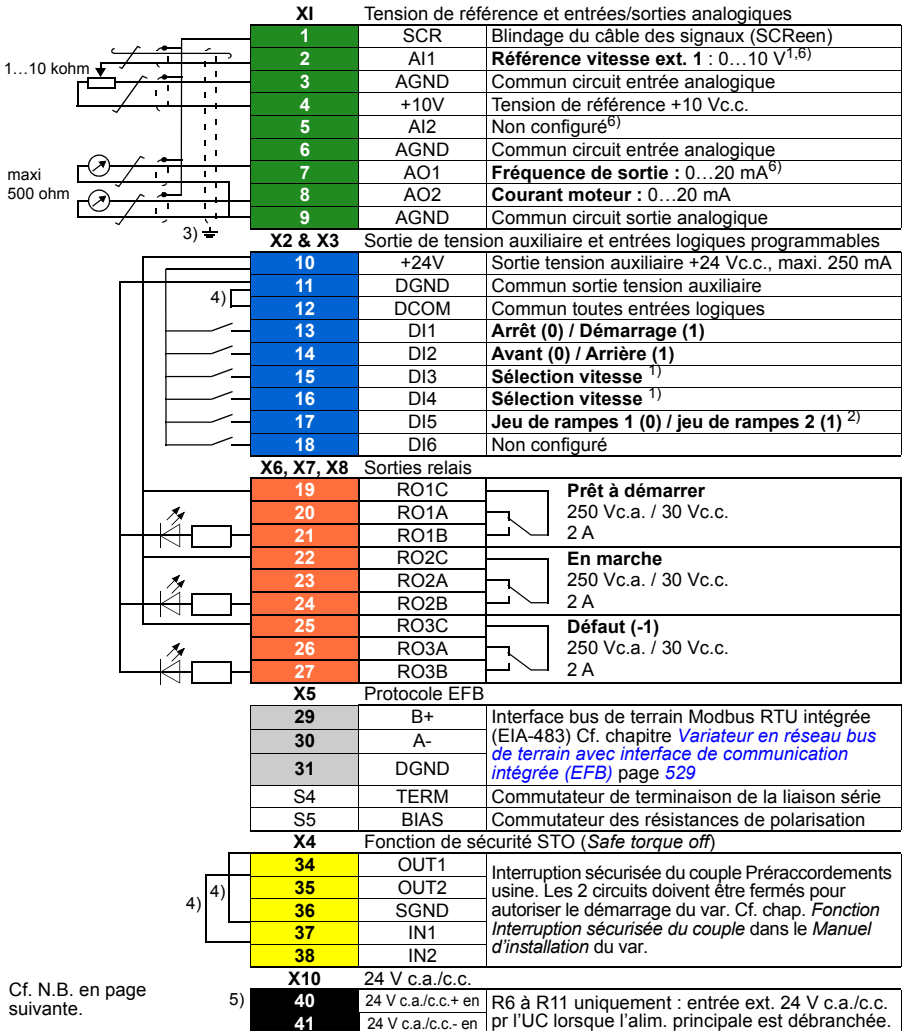 XI Tension de référence et entrées/sorties analogiques
1 SCR Blindage du câble des signaux (SCReen)
2 AI1 Référence vitesse ext. 1 : 0…10 V1,6)
1…10 kohm
3 AGND Commun circuit entrée analogique
4 +10V Tension de référence +10 Vc.c.
5 AI2 Non configuré6)
6 AGND Commun circuit entrée analogique
maxi
500 ohm
7 AO1 Fréquence de sortie : 0…20 mA6)
8 AO2 Courant moteur : 0…20 mA
9 AGND Commun circuit sortie analogique
3)
X2 & X3 Sortie de tension auxiliaire et entrées logiques programmables
10 +24V Sortie tension auxiliaire +24 Vc.c., maxi. 250 mA
11 DGND Commun sortie tension auxiliaire
4)
12 DCOM Commun toutes entrées logiques
13 DI1 Arrêt (0) / Démarrage (1)
14 DI2 Avant (0) / Arrière (1)
15 DI3 Sélection vitesse 1)
16 DI4 Sélection vitesse 1)
17 DI5 Jeu de rampes 1 (0) / jeu de rampes 2 (1) 2)
18 DI6 Non configuré
X6, X7, X8 Sorties relais
19 RO1C Prêt à démarrer
20 RO1A 250 Vc.a. / 30 Vc.c.
21 RO1B 2 A
22 RO2C En marche
23 RO2A 250 Vc.a. / 30 Vc.c.
24 RO2B 2 A
25 RO3C Défaut (-1)
26 RO3A 250 Vc.a. / 30 Vc.c.
27 RO3B 2 A
X5 Protocole EFB
29 B+
30 A-
31 DGND
Interface bus de terrain Modbus RTU intégrée
(EIA-483) Cf. chapitre Variateur en réseau bus
de terrain avec interface de communication
intégrée (EFB) page 529
S4 TERM Commutateur de terminaison de la liaison série
S5 BIAS Commutateur des résistances de polarisation
X4 Fonction de sécurité STO (Safe torque off)
34 OUT1
35 OUT2
36 SGND
37 IN1
38 IN2
4)
4)
Interruption sécurisée du couple Préraccordements
usine. Les 2 circuits doivent être fermés pour
autoriser le démarrage du var. Cf. chap. Fonction
Interruption sécurisée du couple dans le Manuel
d'installation du var.
X10 24 V c.a./c.c.
Cf. N.B. en page
suivante.
5)
40 24 V c.a./c.c.+ en
41 24 V c.a./c.c.- en
R6 à R11 uniquement : entrée ext. 24 V c.a./c.c.
pr l'UC lorsque l'alim. principale est débranchée.